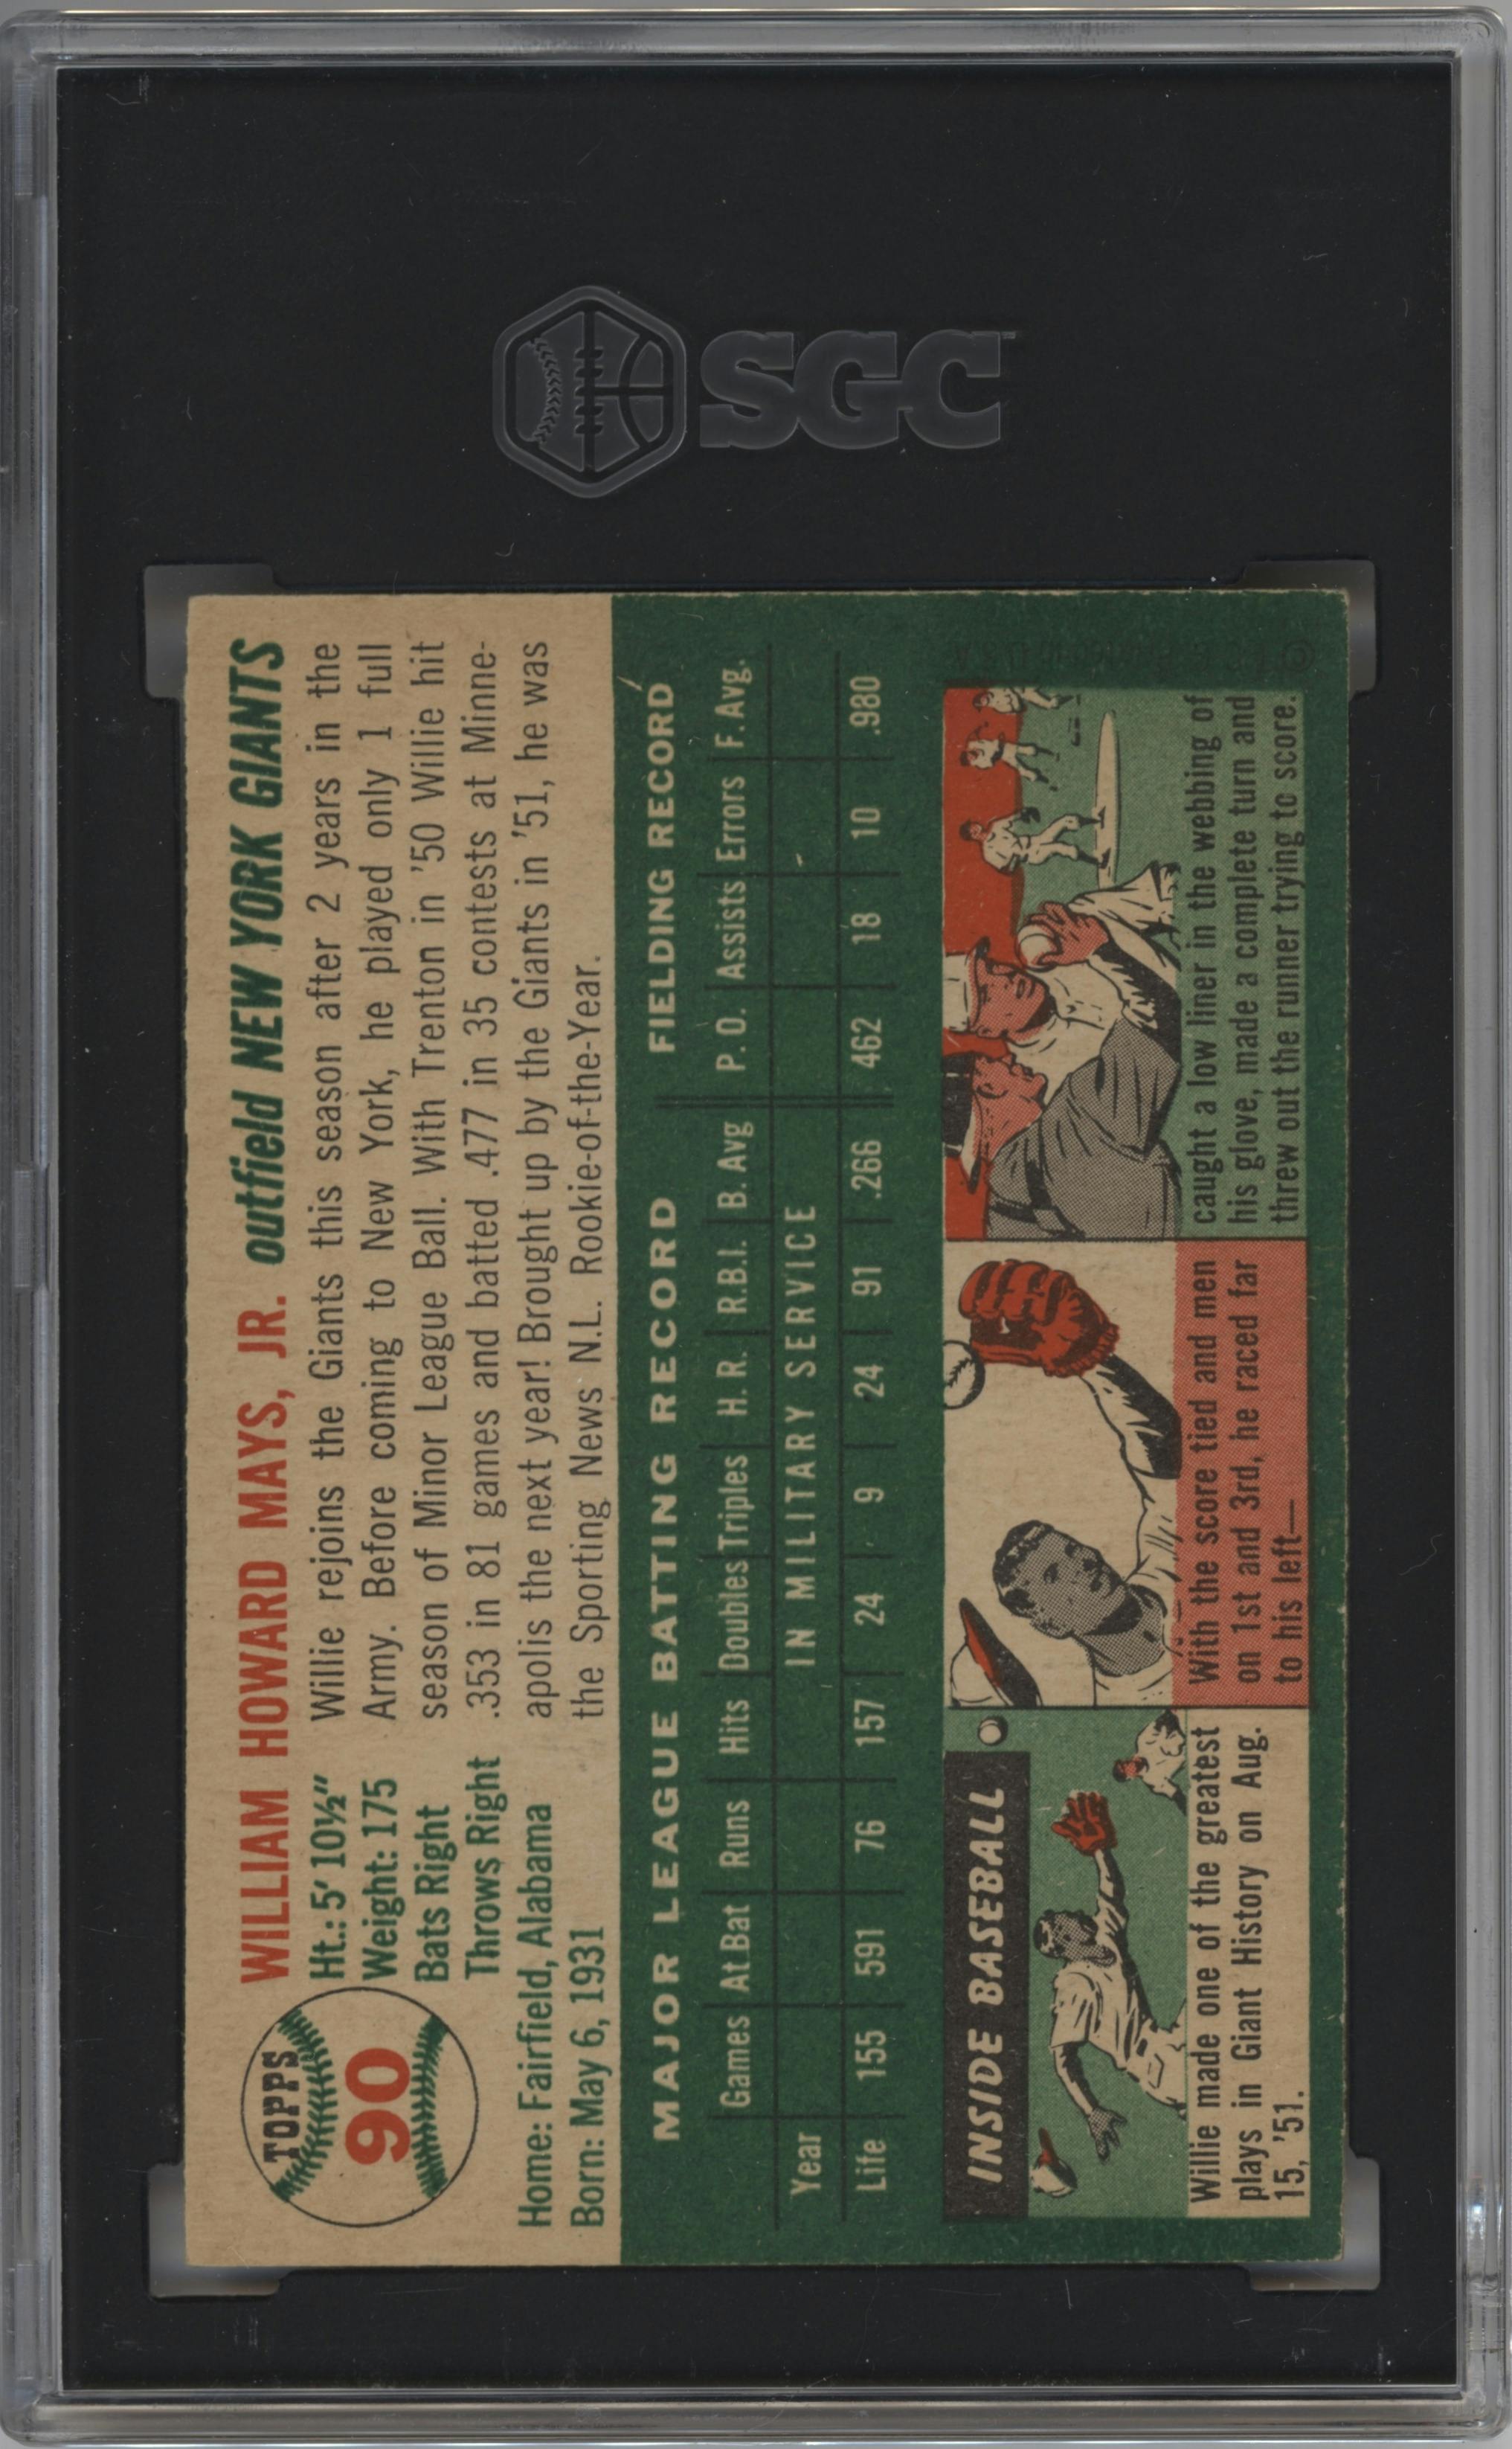 SGC
TOPPS
90
WILLIAM HOWARD MAYS, JR. outfield NEW YORK GIANTS
Ht.: 5' 10½"
Weight: 175
Bats Right
Throws Right
Home: Fairfield, Alabama
Born: May 6, 1931
Willie rejoins the Giants this season after 2 years in the
Army. Before coming to New York, he played only 1 full
season of Minor League Ball. With Trenton in '50 Willie hit
.353 in 81 games and batted .477 in 35 contests at Minne-
apolis the next year! Brought up by the Giants in '51, he was
the Sporting News N.L. Rookie-of-the-Year.
MAJOR LEAGUE BATTING RECORD FIELDING RECORD
Games At Bat Runs Hits Doubles Triples H.R. R.B.I. B. Avg P.O. Assists Errors F. Avg.
Year IN MILITARY SERVICE
Life 155 591 76 157 24 9 24 91 .266 462 18 10 .980
INSIDE BASEBALL
Willie made one of the greatest
plays in Giant History on Aug.
15, '51.
With the score tied and men
on 1st and 3rd, he raced far
to his left—
caught a low liner in the webbing of
his glove, made a complete turn and
threw out the runner trying to score.